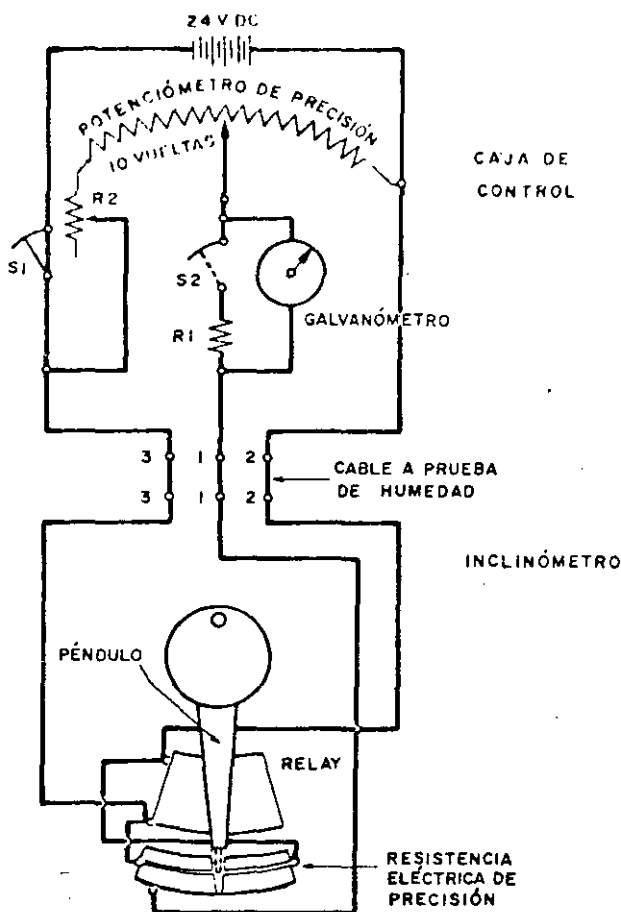 24 V DC
POTENCIÓMETRO DE PRECISIÓN
10 VUELTAS
CAJA DE
CONTROL
R2
S1
S2
GALVANÓMETRO
R1
3 1 2
CABLE A PRUEBA
DE HUMEDAD
3 1 2
INCLINÓMETRO
PÉNDULO
RELAY
RESISTENCIA
ELÉCTRICA DE
PRECISIÓN